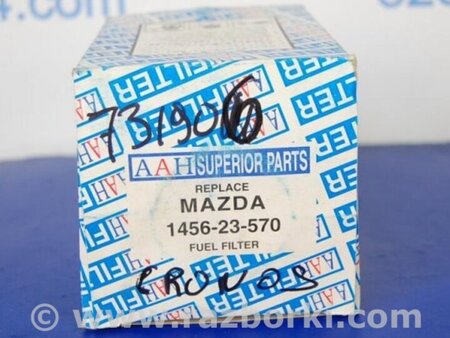 731906
AAH SUPERIOR PARTS
REPLACE
MAZDA
1456-23-570
FUEL FILTER
CRONOS
© www.razborki.com